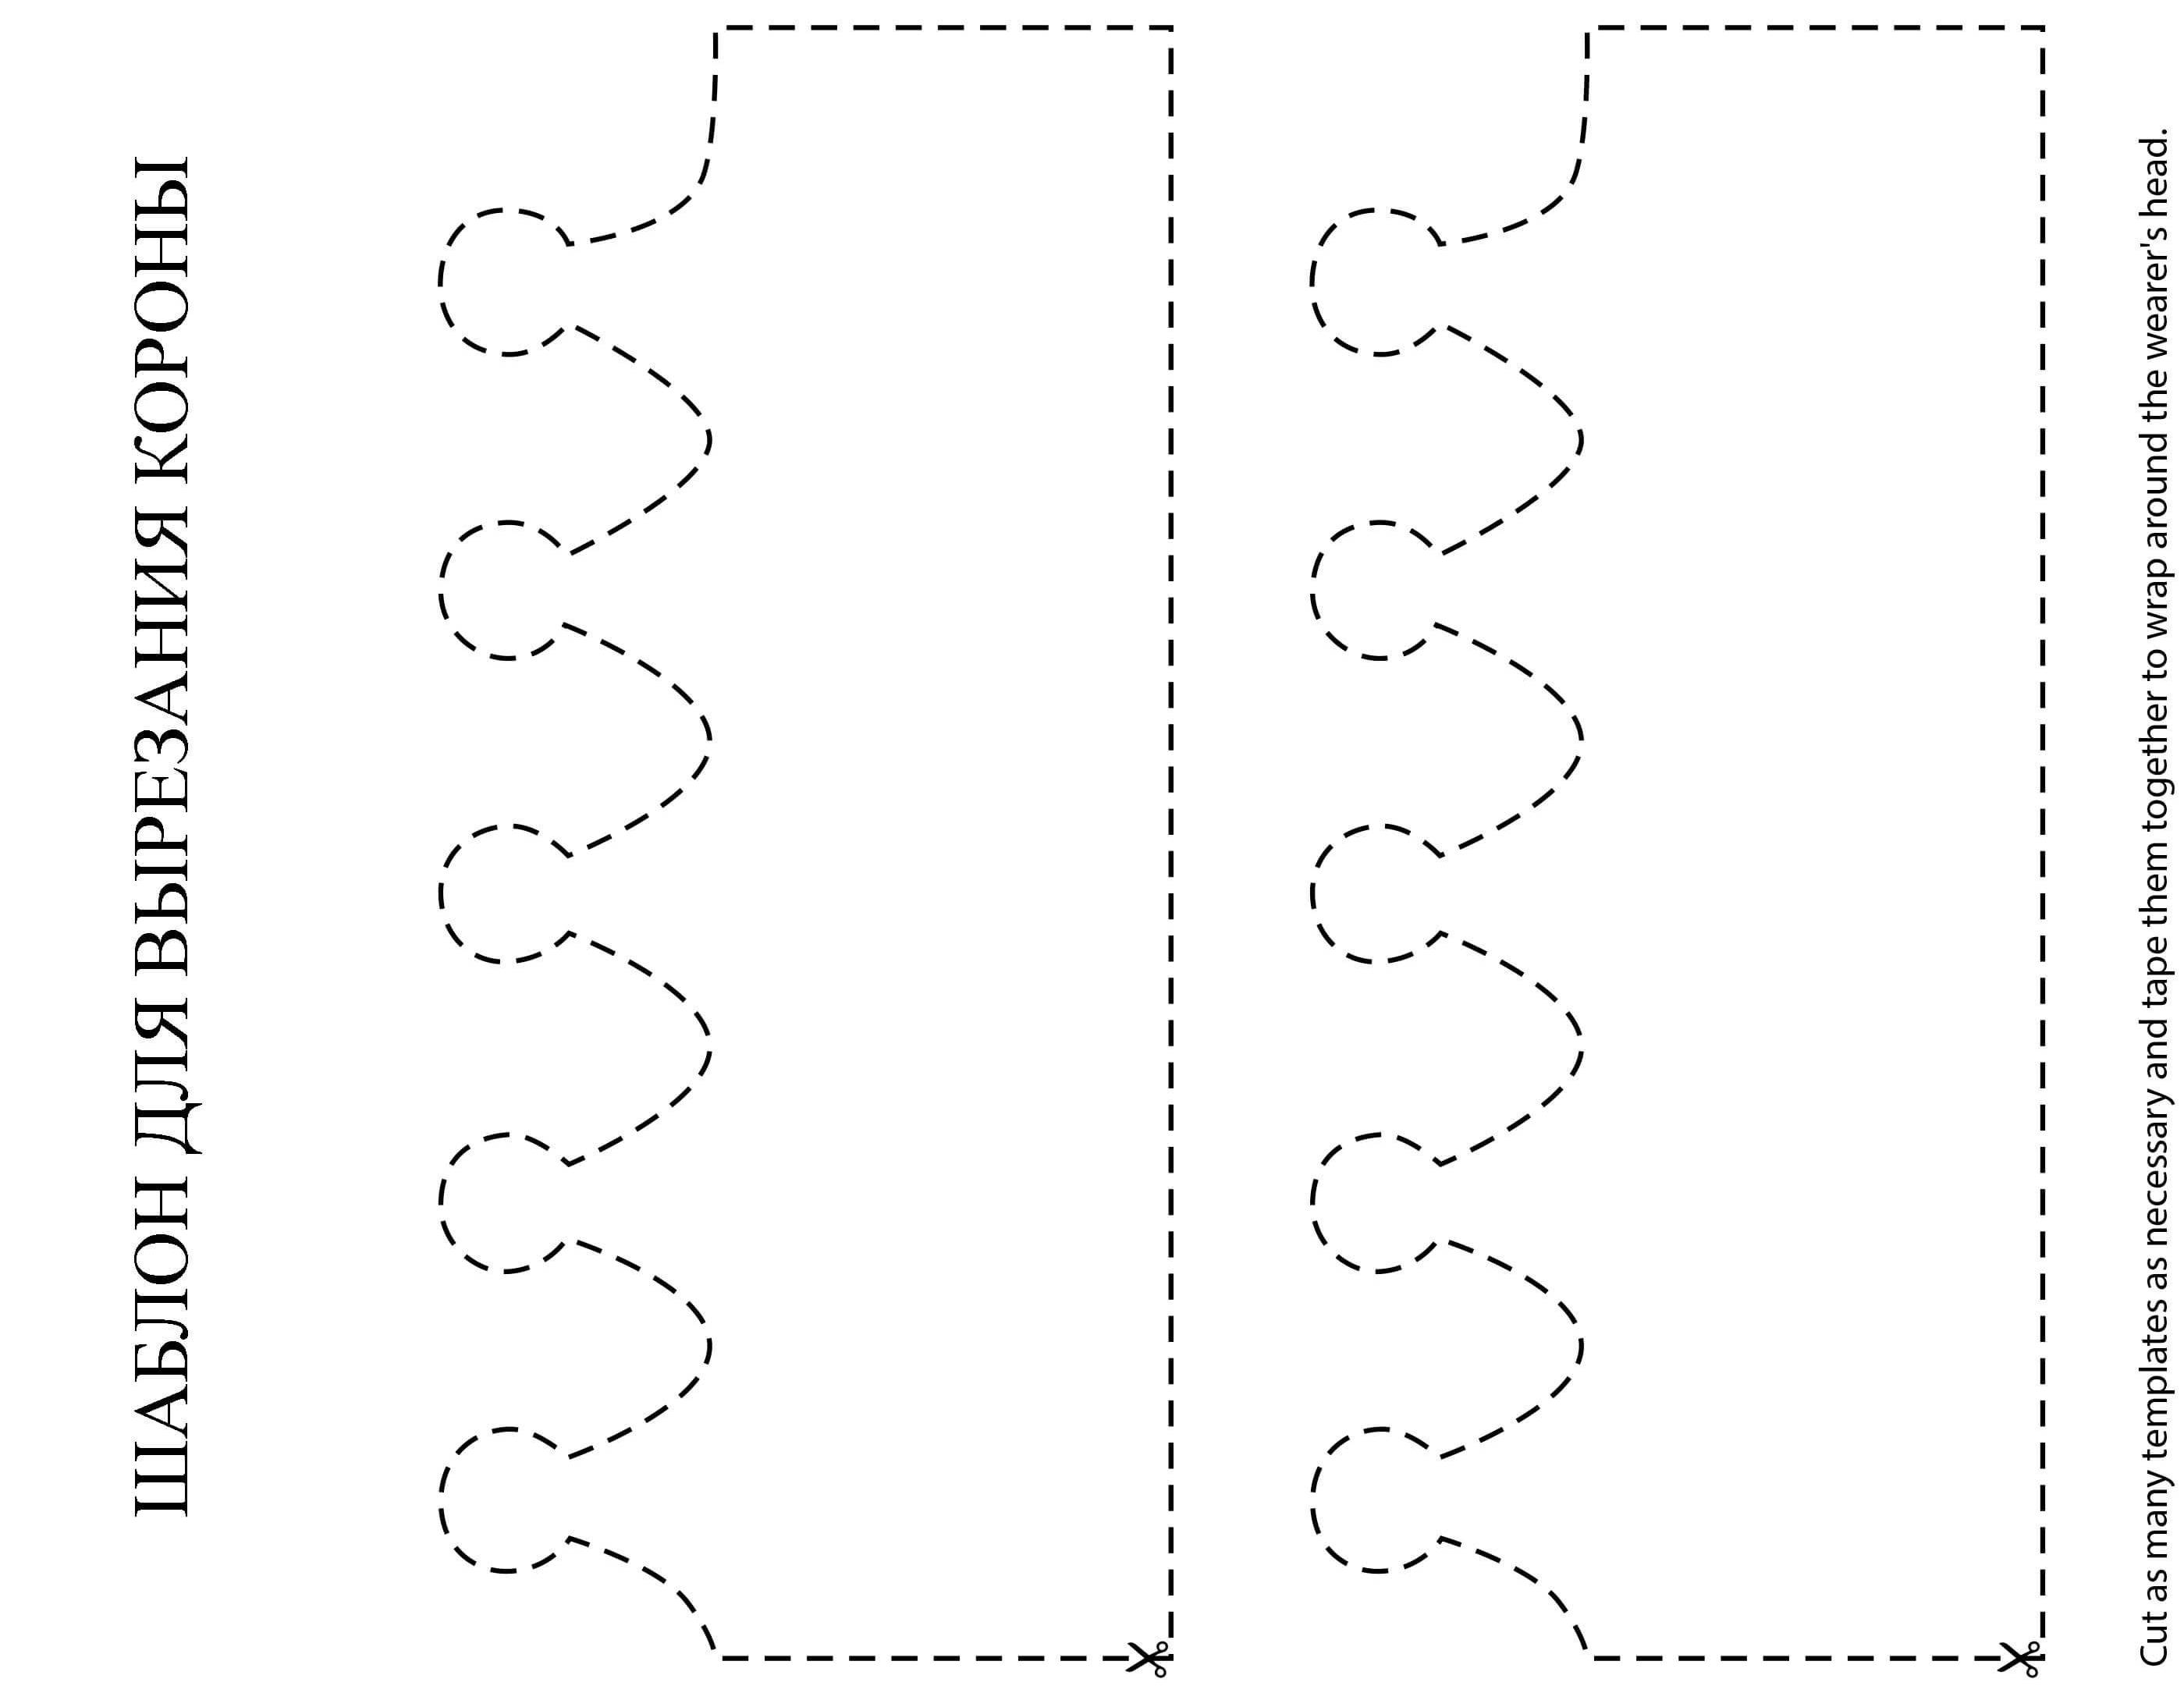 ШАБЛОН ДЛЯ ВЫРЕЗАНИЯ КОРОНЫ
Cut as many templates as necessary and tape them together to wrap around the wearer's head.